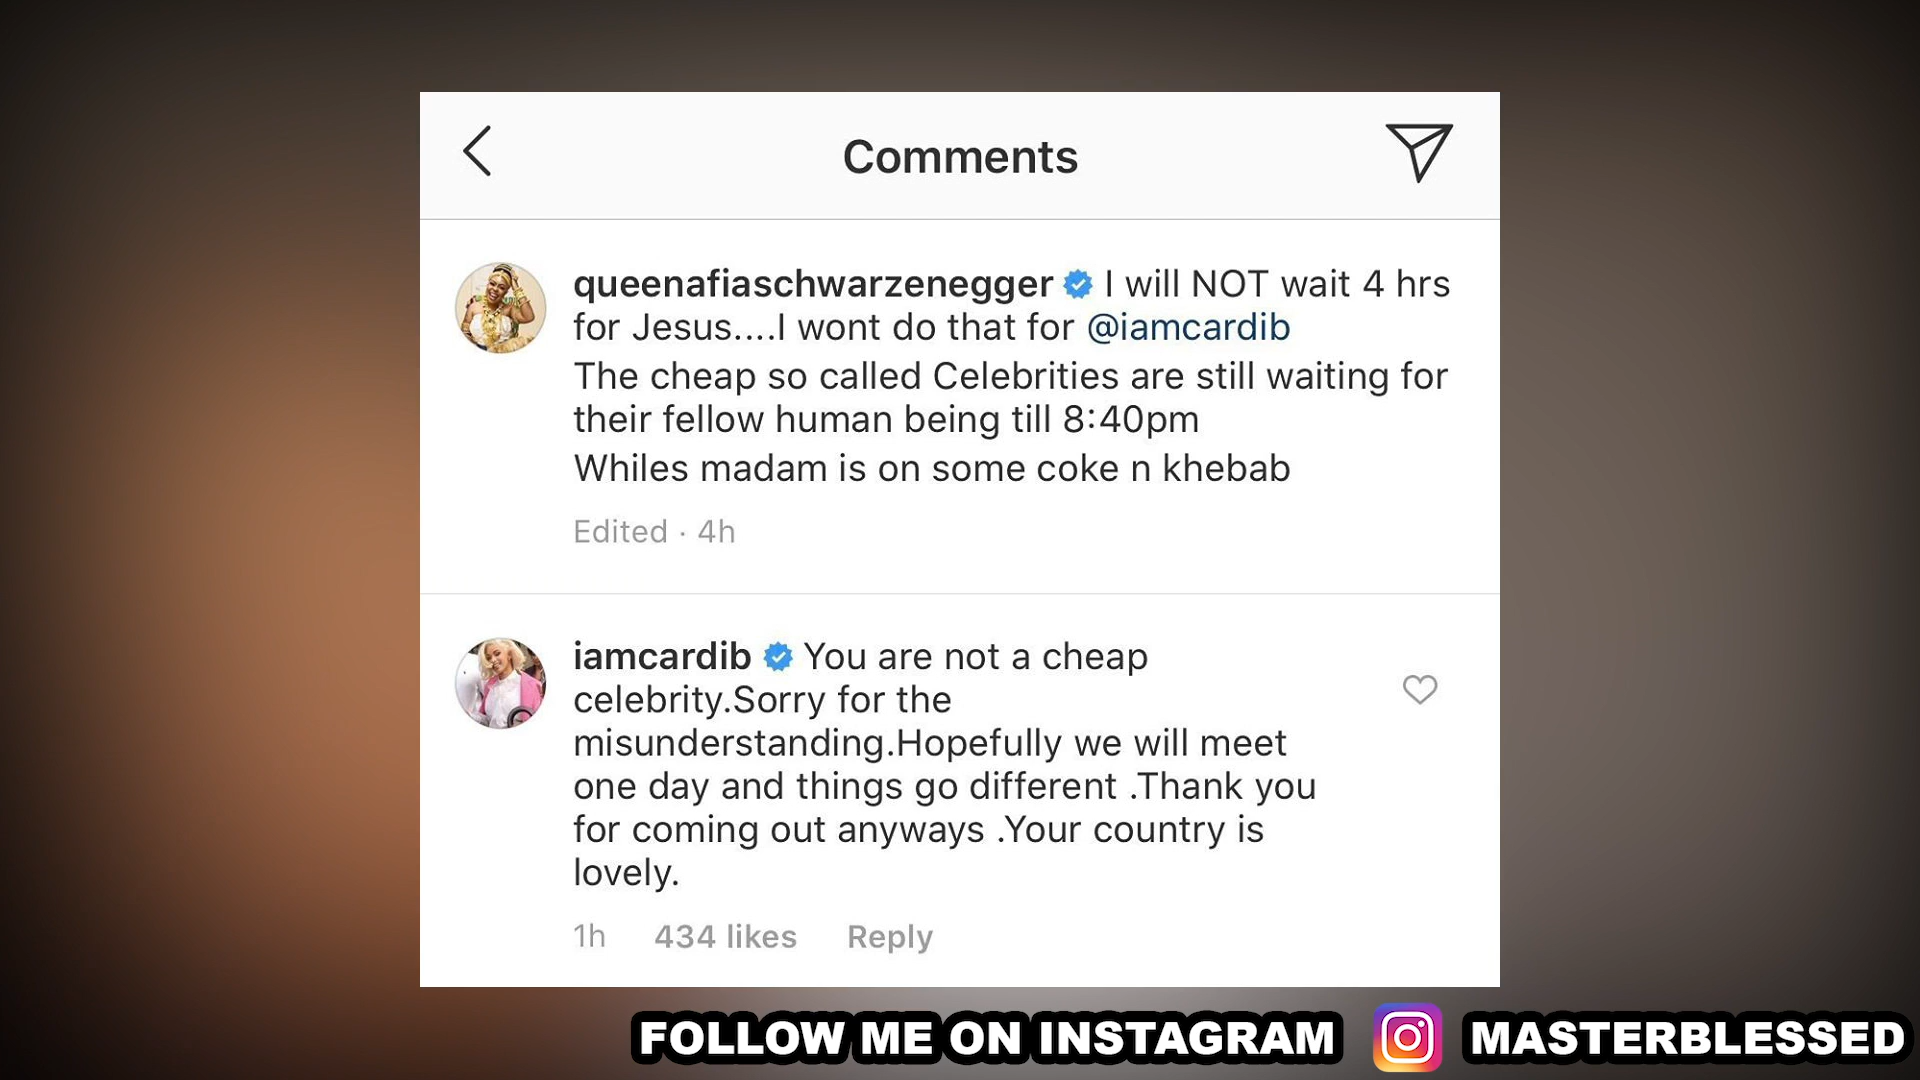 Comments
queenafiaschwarzenegger I will NOT wait 4 hrs
for Jesus....I wont do that for @iamcardib
The cheap so called Celebrities are still waiting for
their fellow human being till 8:40pm
Whiles madam is on some coke n khebab
Edited · 4h
iamcardib You are not a cheap
celebrity.Sorry for the
misunderstanding.Hopefully we will meet
one day and things go different .Thank you
for coming out anyways .Your country is
lovely.
1h 434 likes Reply
FOLLOW ME ON INSTAGRAM MASTERBLESSED